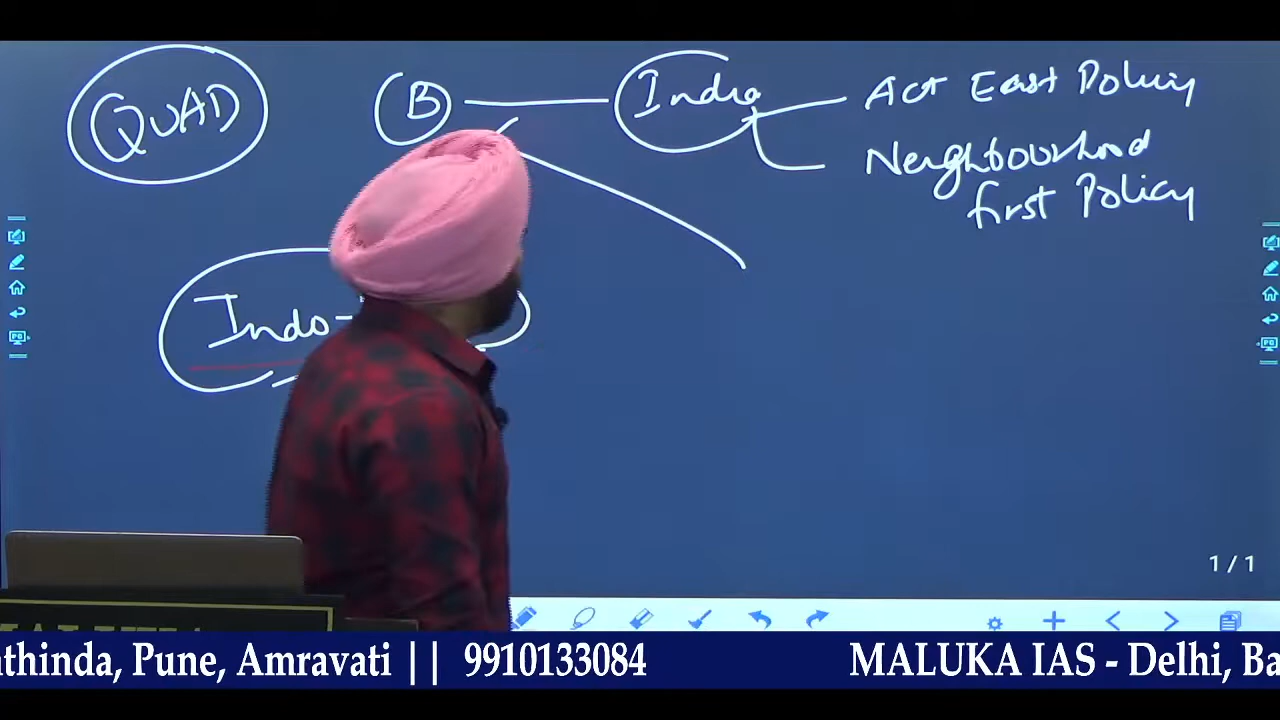 QUAD
B
India
Act East Policy
Neighbourhood
first Policy
Indo-
1/1
thinda, Pune, Amravati || 9910133084
MALUKA IAS - Delhi, Ba